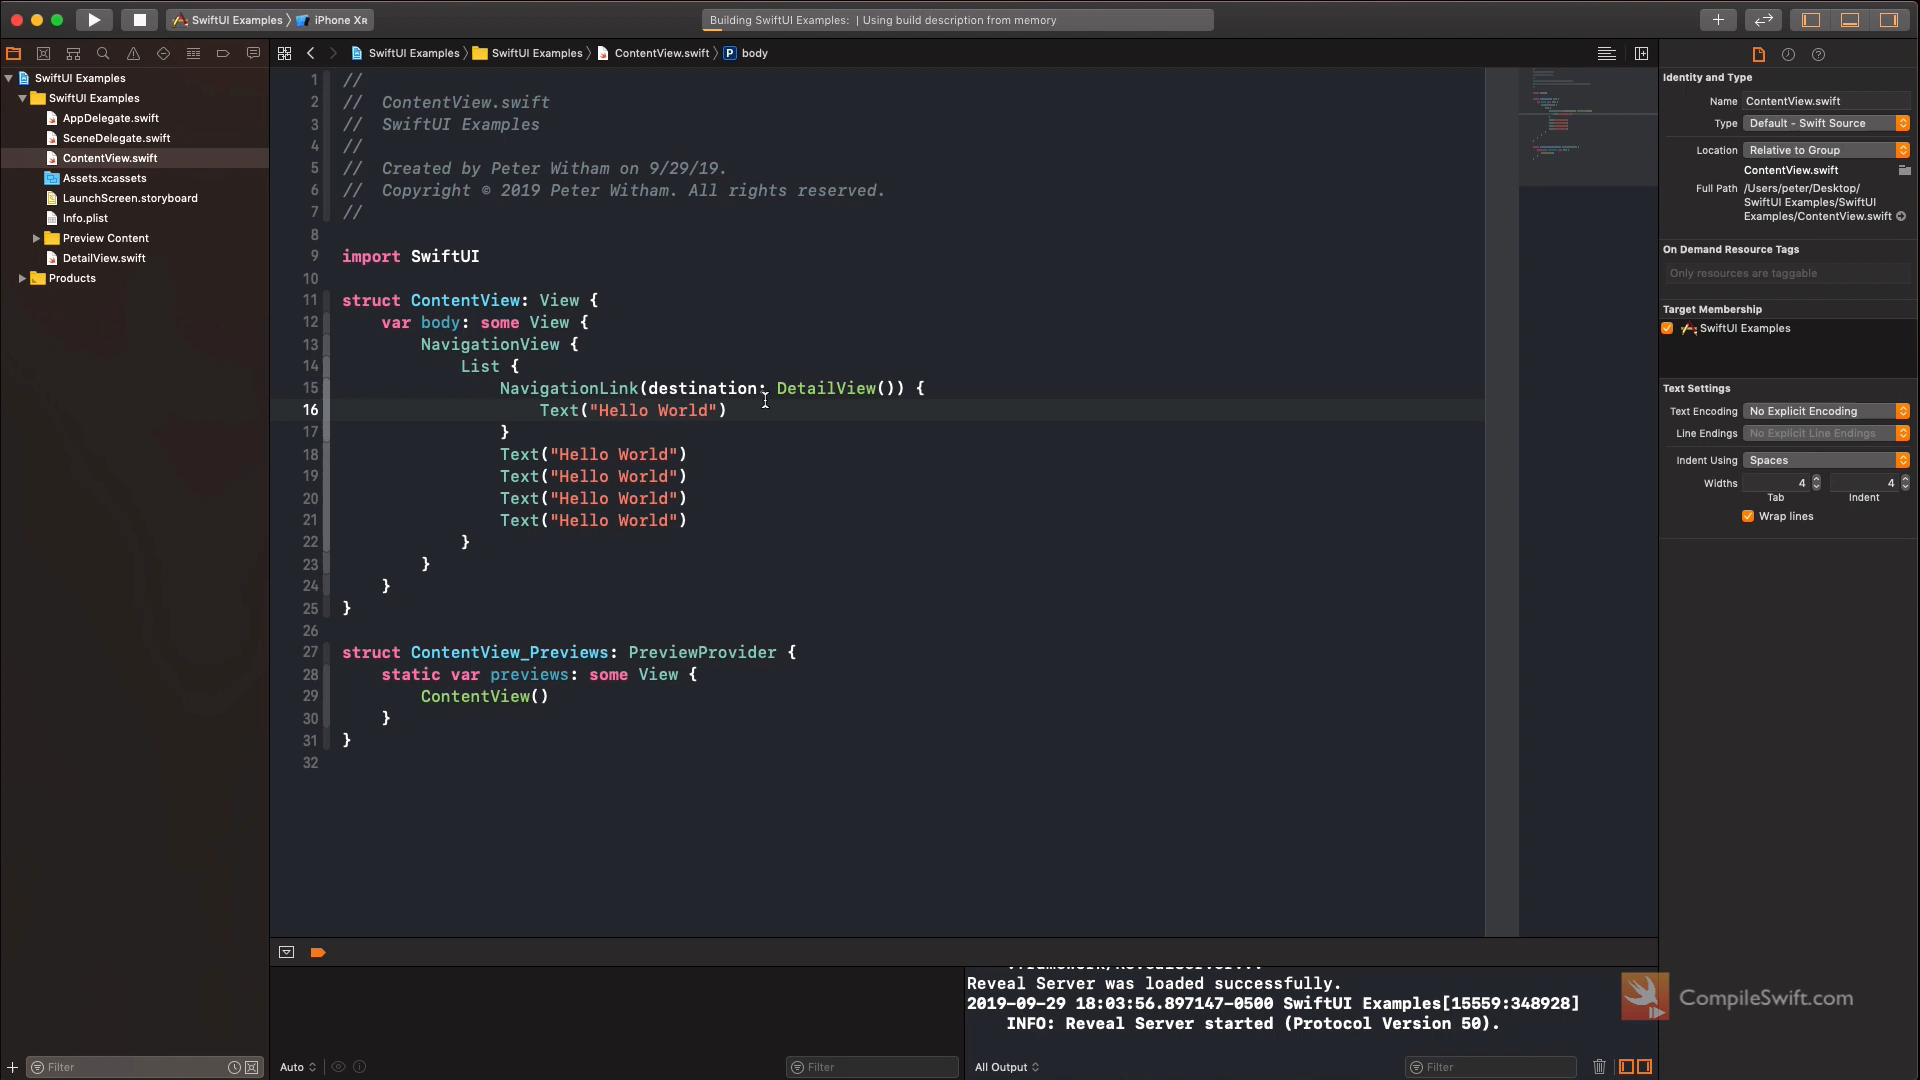 SwiftUI Examples 〉 iPhone XR
Building SwiftUI Examples: | Using build description from memory
SwiftUI Examples 〉 SwiftUI Examples 〉 ContentView.swift 〉 P body
SwiftUI Examples
SwiftUI Examples
AppDelegate.swift
SceneDelegate.swift
ContentView.swift
Assets.xcassets
LaunchScreen.storyboard
Info.plist
Preview Content
DetailView.swift
Products
1 //
2 // ContentView.swift
3 // SwiftUI Examples
4 //
5 // Created by Peter Witham on 9/29/19.
6 // Copyright © 2019 Peter Witham. All rights reserved.
7 //
8
9 import SwiftUI
10
11 struct ContentView: View {
12 var body: some View {
13 NavigationView {
14 List {
15 NavigationLink(destination: DetailView()) {
16 Text("Hello World")
17 }
18 Text("Hello World")
19 Text("Hello World")
20 Text("Hello World")
21 Text("Hello World")
22 }
23 }
24 }
25 }
26
27 struct ContentView_Previews: PreviewProvider {
28 static var previews: some View {
29 ContentView()
30 }
31 }
32
Identity and Type
Name ContentView.swift
Type Default - Swift Source
Location Relative to Group
ContentView.swift
Full Path /Users/peter/Desktop/
SwiftUI Examples/SwiftUI
Examples/ContentView.swift
On Demand Resource Tags
Only resources are taggable
Target Membership
SwiftUI Examples
Text Settings
Text Encoding No Explicit Encoding
Line Endings No Explicit Line Endings
Indent Using Spaces
Widths 4 4
Tab Indent
Wrap lines
Reveal Server was loaded successfully.
2019-09-29 18:03:56.897147-0500 SwiftUI Examples[15559:348928]
INFO: Reveal Server started (Protocol Version 50).
CompileSwift.com
Filter
Auto
Filter
All Output
Filter